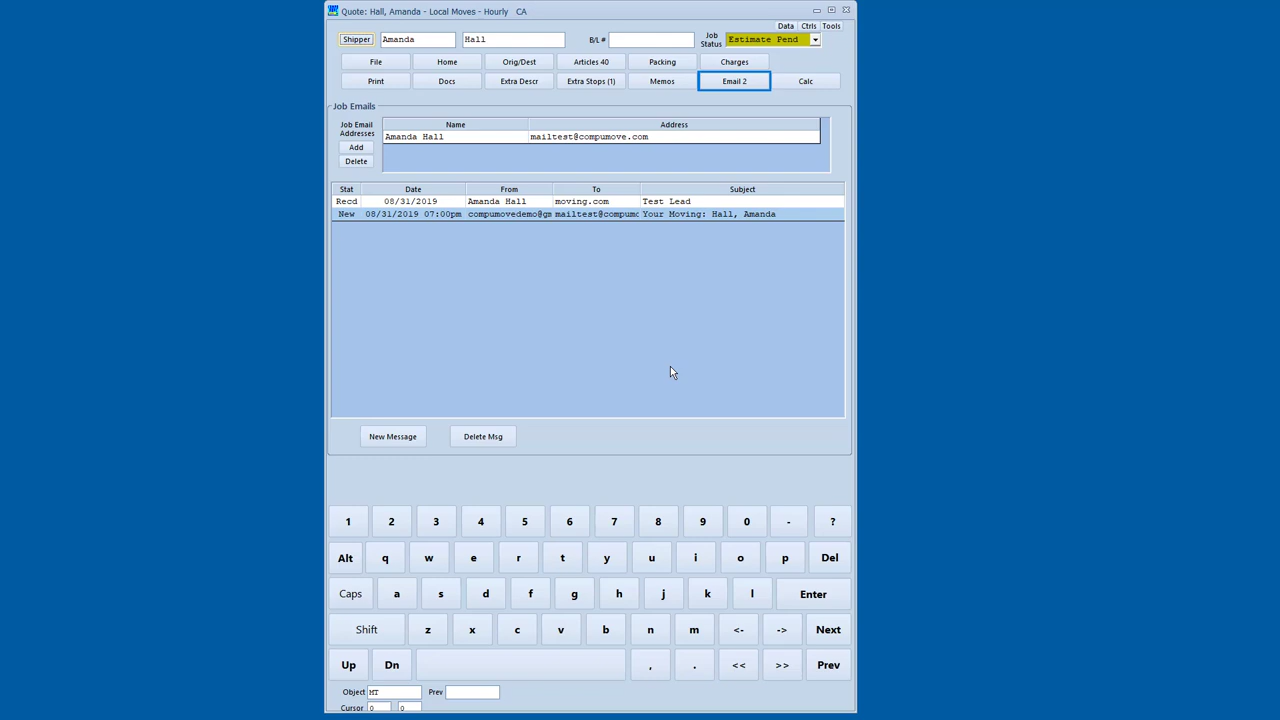 Quote: Hall, Amanda - Local Moves - Hourly CA
Data Ctrls Tools
Shipper Amanda Hall B/L # Job Status Estimate Pend
File Home Orig/Dest Articles 40 Packing Charges
Print Docs Extra Descr Extra Stops (1) Memos Email 2 Calc
Job Emails
Job Email Addresses
Name Address
Amanda Hall mailtest@compumove.com
Add
Delete
Stat Date From To Subject
Recd 08/31/2019 Amanda Hall moving.com Test Lead
New 08/31/2019 07:00pm compumovedemo@gm mailtest@compumo Your Moving: Hall, Amanda
New Message Delete Msg
1 2 3 4 5 6 7 8 9 0 - ?
Alt q w e r t y u i o p Del
Caps a s d f g h j k l Enter
Shift z x c v b n m <- -> Next
Up Dn , . << >> Prev
Object MT Prev
Cursor 0 0